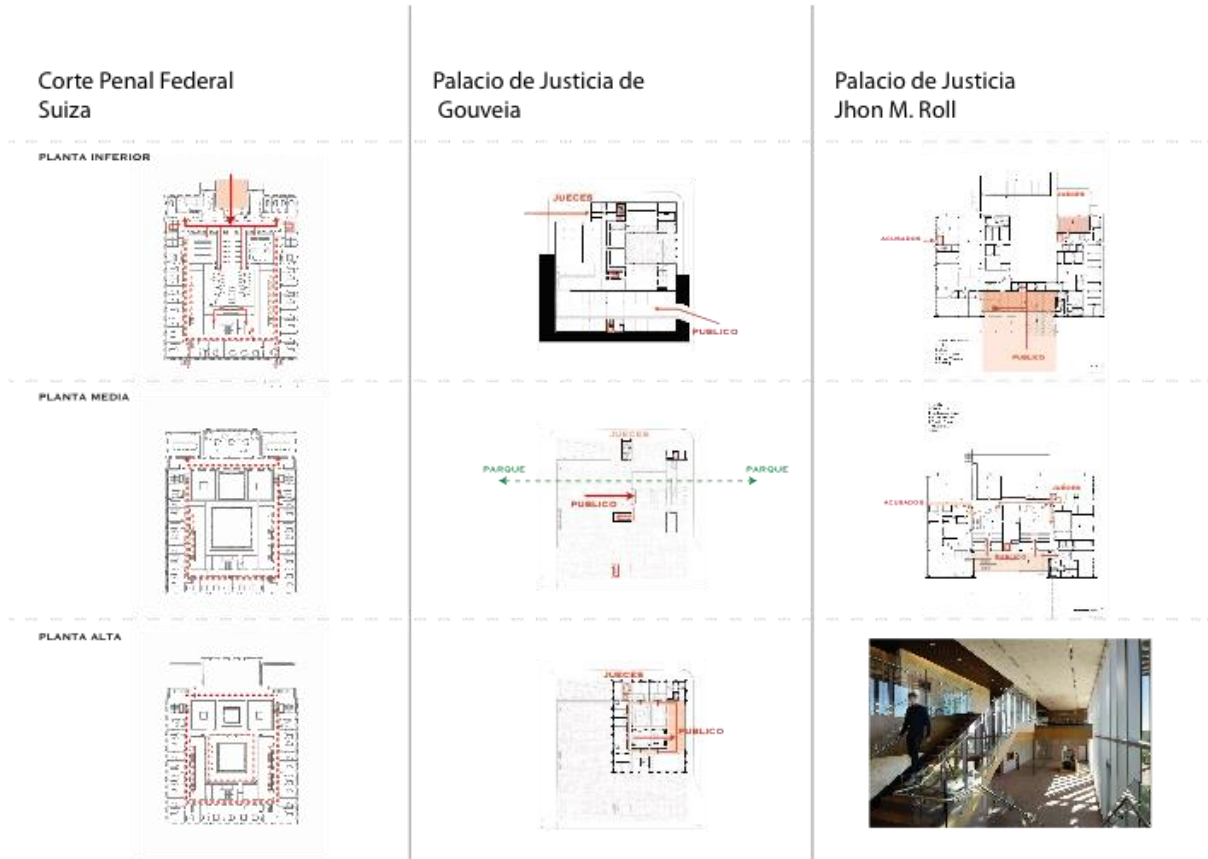 Corte Penal Federal
Suiza
Palacio de Justicia de
Gouveia
Palacio de Justicia
Jhon M. Roll
PLANTA INFERIOR
JUECES
PUBLICO
JUECES
ACUSADOS
PUBLICO
PLANTA MEDIA
JUECES
PARQUE
PARQUE
PUBLICO
JUECES
ACUSADOS
PUBLICO
PLANTA ALTA
JUECES
PUBLICO